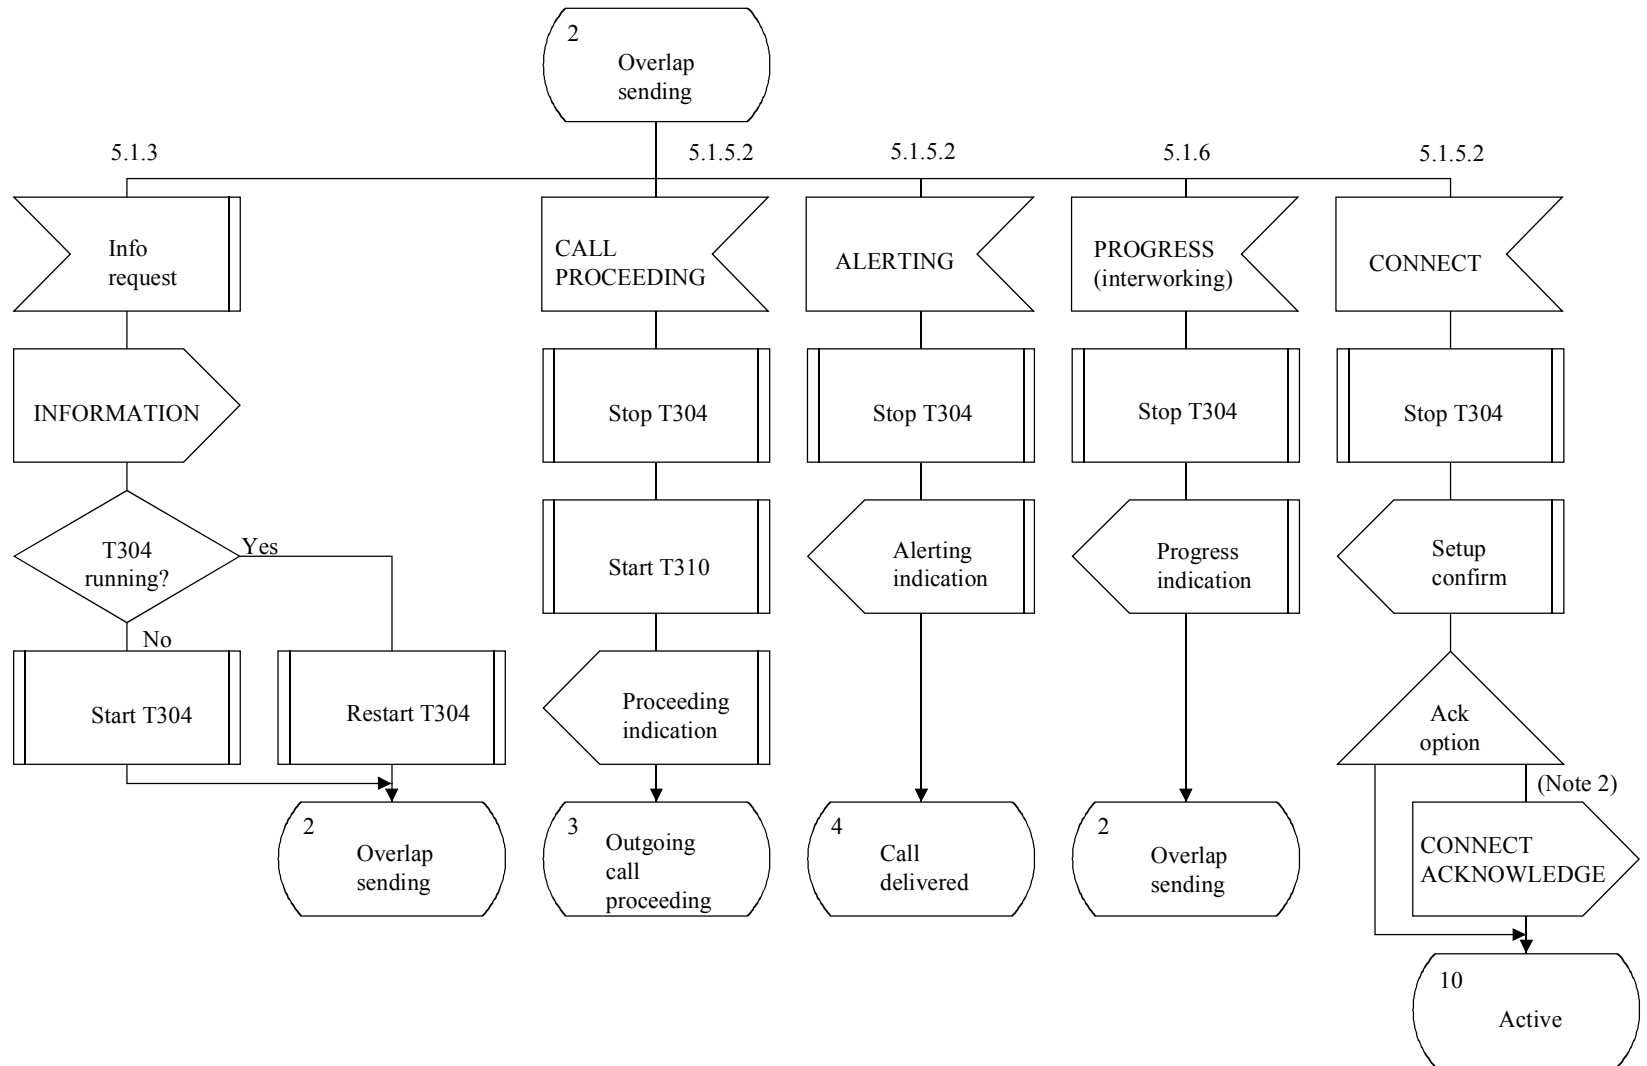 2
Overlap
sending
5.1.3
5.1.5.2
5.1.5.2
5.1.6
5.1.5.2
Info
request
CALL
PROCEEDING
ALERTING
PROGRESS
(interworking)
CONNECT
INFORMATION
Stop T304
Stop T304
Stop T304
Stop T304
T304
running?
Yes
No
Start T310
Alerting
indication
Progress
indication
Setup
confirm
Start T304
Restart T304
Proceeding
indication
Ack
option
(Note 2)
2
Overlap
sending
3
Outgoing
call
proceeding
4
Call
delivered
2
Overlap
sending
CONNECT
ACKNOWLEDGE
10
Active